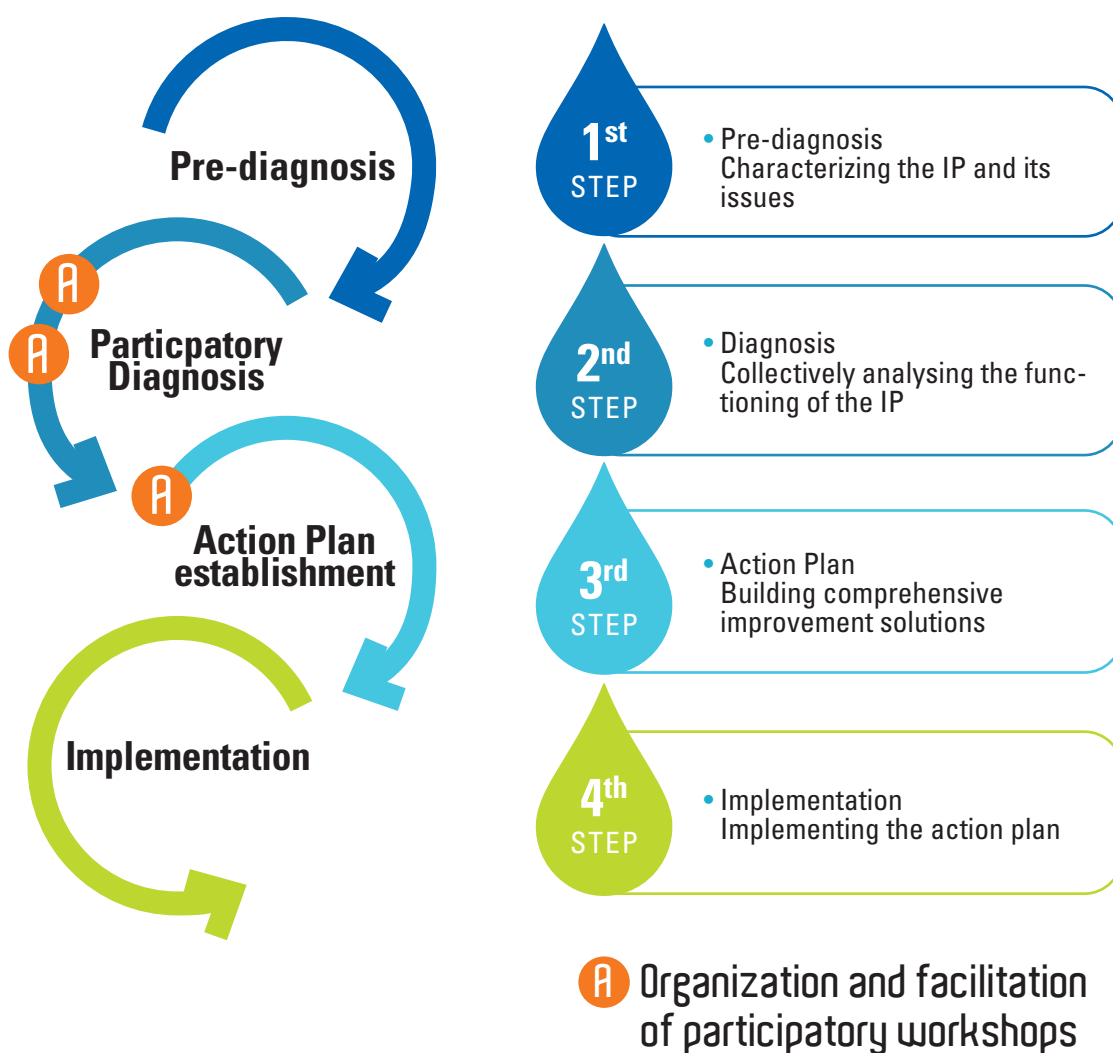 Pre-diagnosis
A
A
Particpatory
Diagnosis
A
Action Plan
establishment
Implementation
1st
STEP
• Pre-diagnosis
Characterizing the IP and its
issues
2nd
STEP
• Diagnosis
Collectively analysing the func-
tioning of the IP
3rd
STEP
• Action Plan
Building comprehensive
improvement solutions
4th
STEP
• Implementation
Implementing the action plan
A Organization and facilitation
of participatory workshops